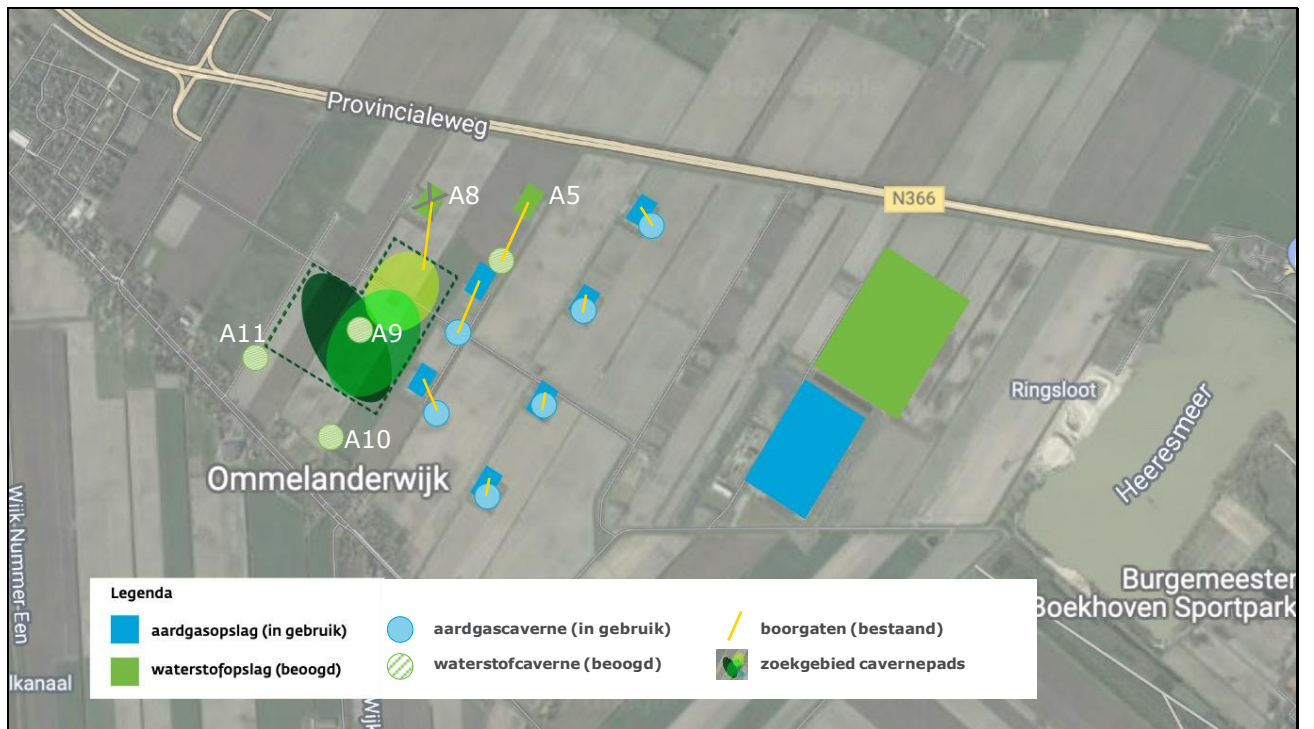 Provincialeweg
N366
A8
A5
A11
A9
A10
Ringsloot
Heeresmeer
Ommelanderwijk
Wijk-Nummer-Een
Burgemeester
Boekhoven Sportpark
Legenda
aardgasopslag (in gebruik)
aardgascaverne (in gebruik)
boorgaten (bestaand)
waterstofopslag (beoogd)
waterstofcaverne (beoogd)
zoekgebied cavernepads
lkanaal
Wijk